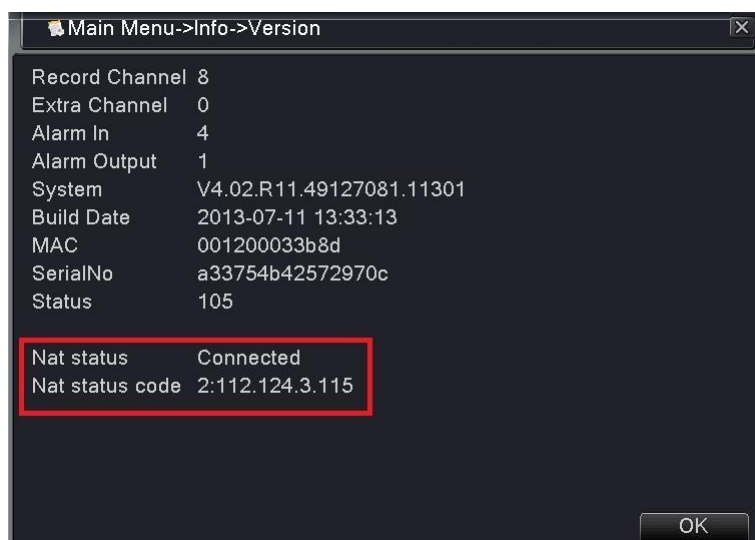 Main Menu->Info->Version
Record Channel 8
Extra Channel 0
Alarm In 4
Alarm Output 1
System V4.02.R11.49127081.11301
Build Date 2013-07-11 13:33:13
MAC 001200033b8d
SerialNo a33754b42572970c
Status 105
Nat status Connected
Nat status code 2:112.124.3.115
OK